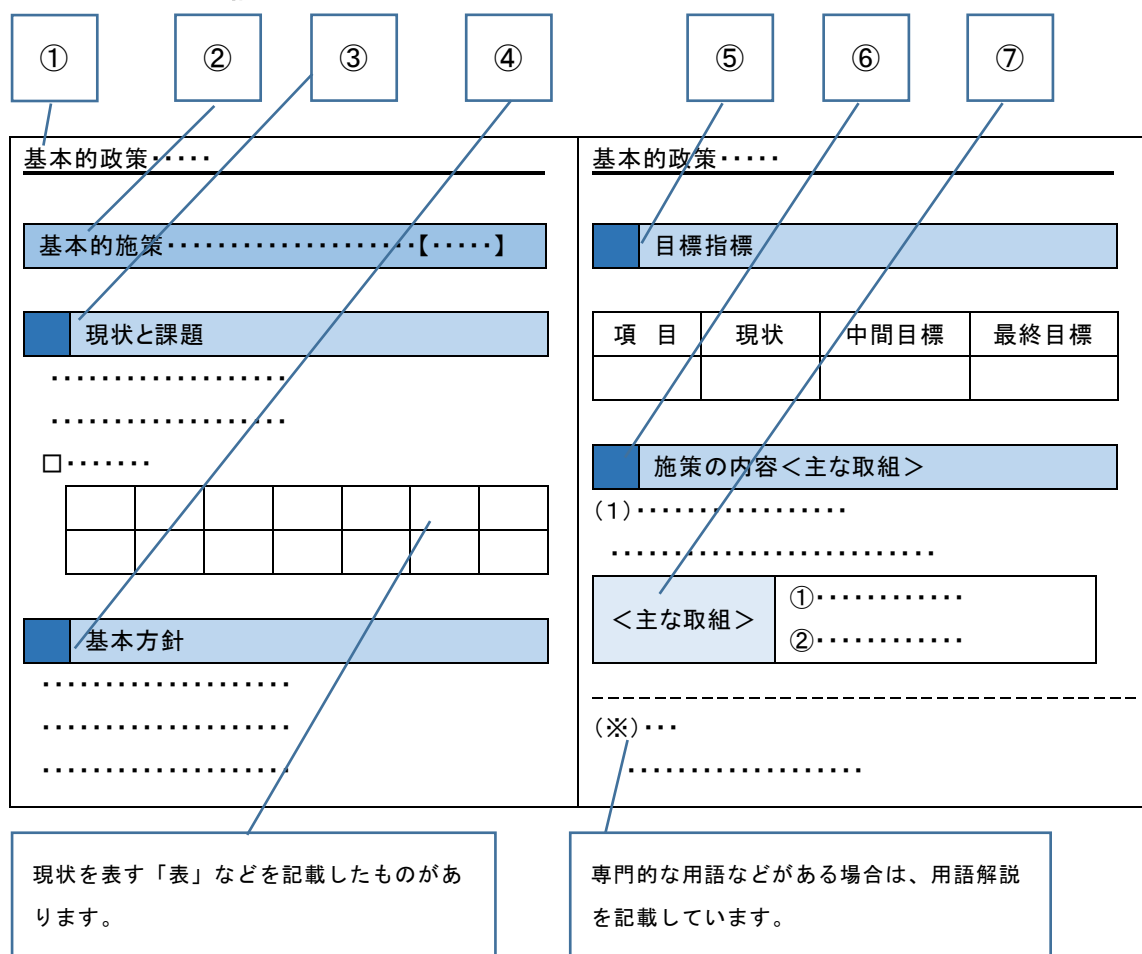 ① ② ③ ④ ⑤ ⑥ ⑦
基本的政策・・・・・
基本的施策・・・・・・・・・・・・・・・・・・・・【・・・・・】
現状と課題
・・・・・・・・・・・・・・・・・・・
・・・・・・・・・・・・・・・・・・・
□・・・・・・・
基本方針
・・・・・・・・・・・・・・・・・・・・
・・・・・・・・・・・・・・・・・・・・
・・・・・・・・・・・・・・・・・・・・
基本的政策・・・・・
目標指標
項 目 現状 中間目標 最終目標
施策の内容＜主な取組＞
(1)・・・・・・・・・・・・・・・・・
・・・・・・・・・・・・・・・・・・・・・・・・・・
＜主な取組＞
①・・・・・・・・・・・・
②・・・・・・・・・・・・
(※)・・・
・・・・・・・・・・・・・・・・・・・
現状を表す「表」などを記載したものがあ
ります。
専門的な用語などがある場合は、用語解説
を記載しています。